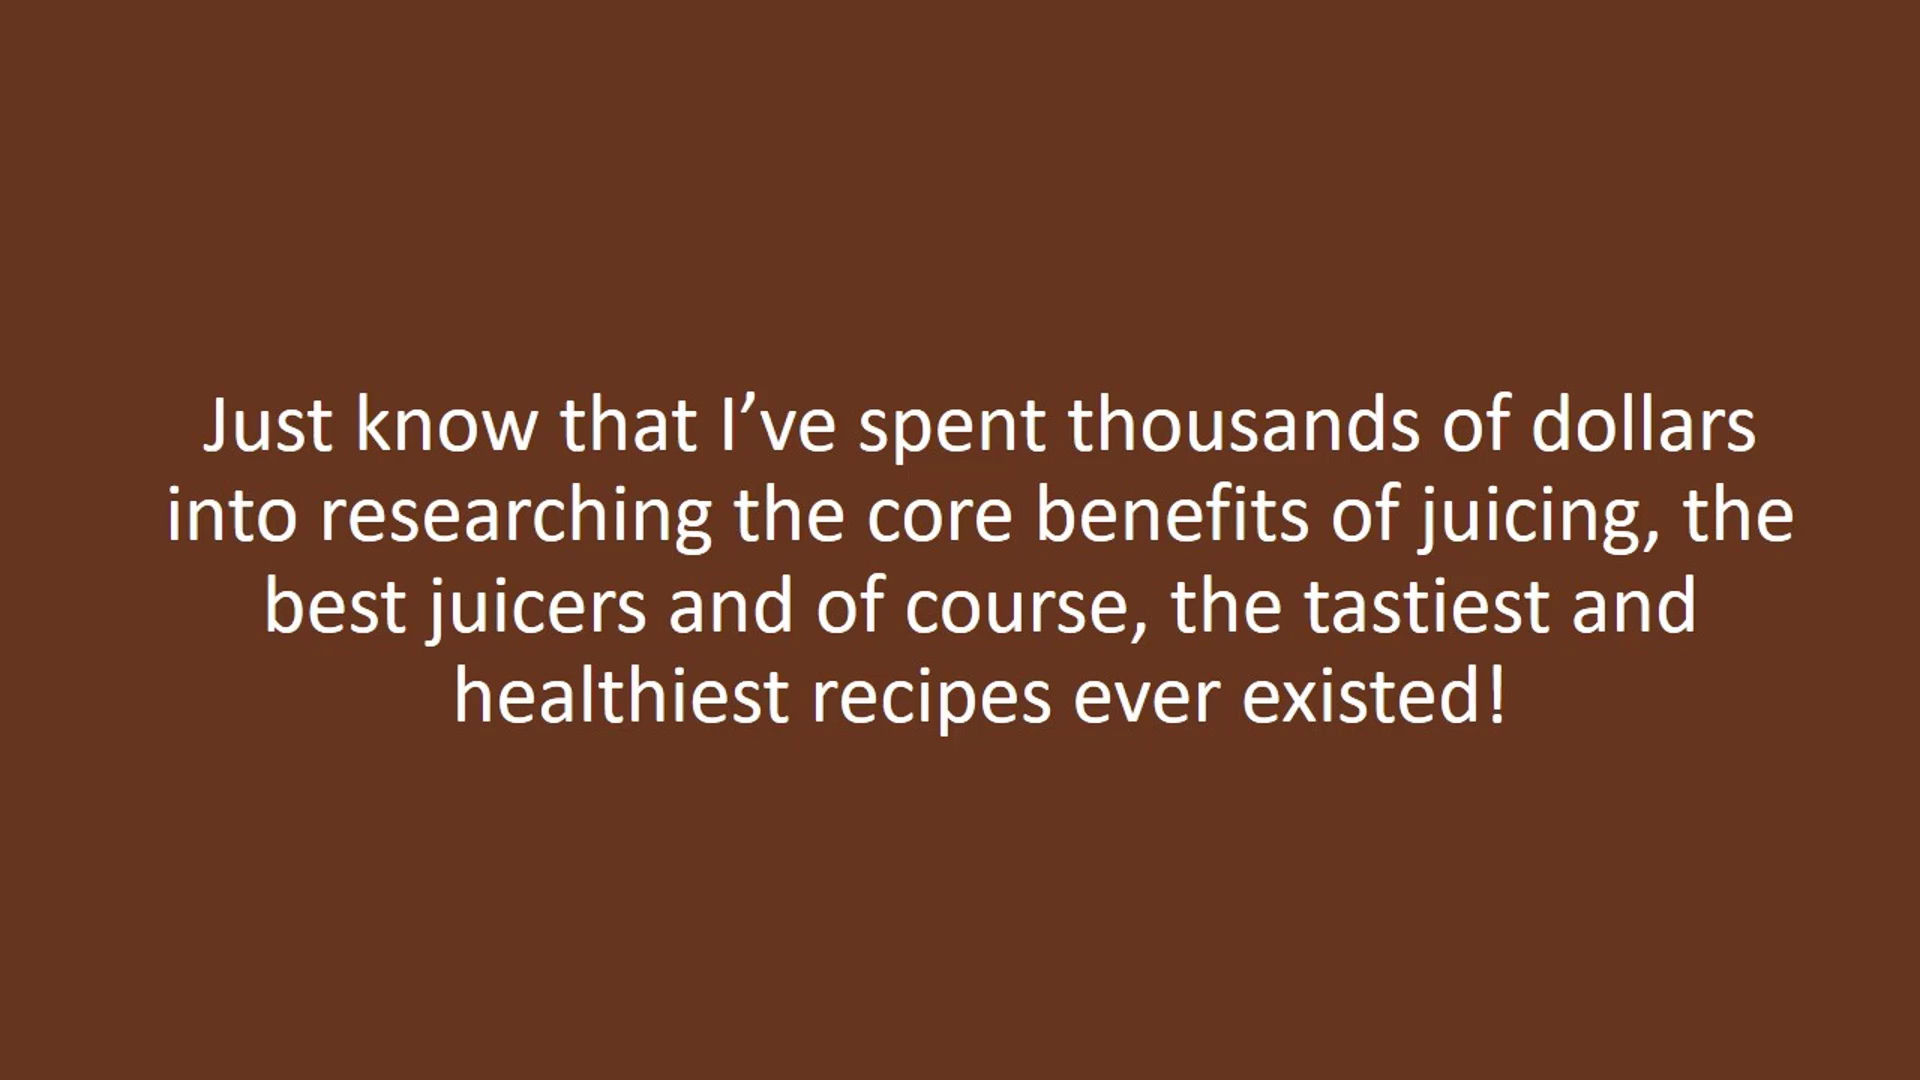 Just know that I’ve spent thousands of dollars
into researching the core benefits of juicing, the
best juicers and of course, the tastiest and
healthiest recipes ever existed!